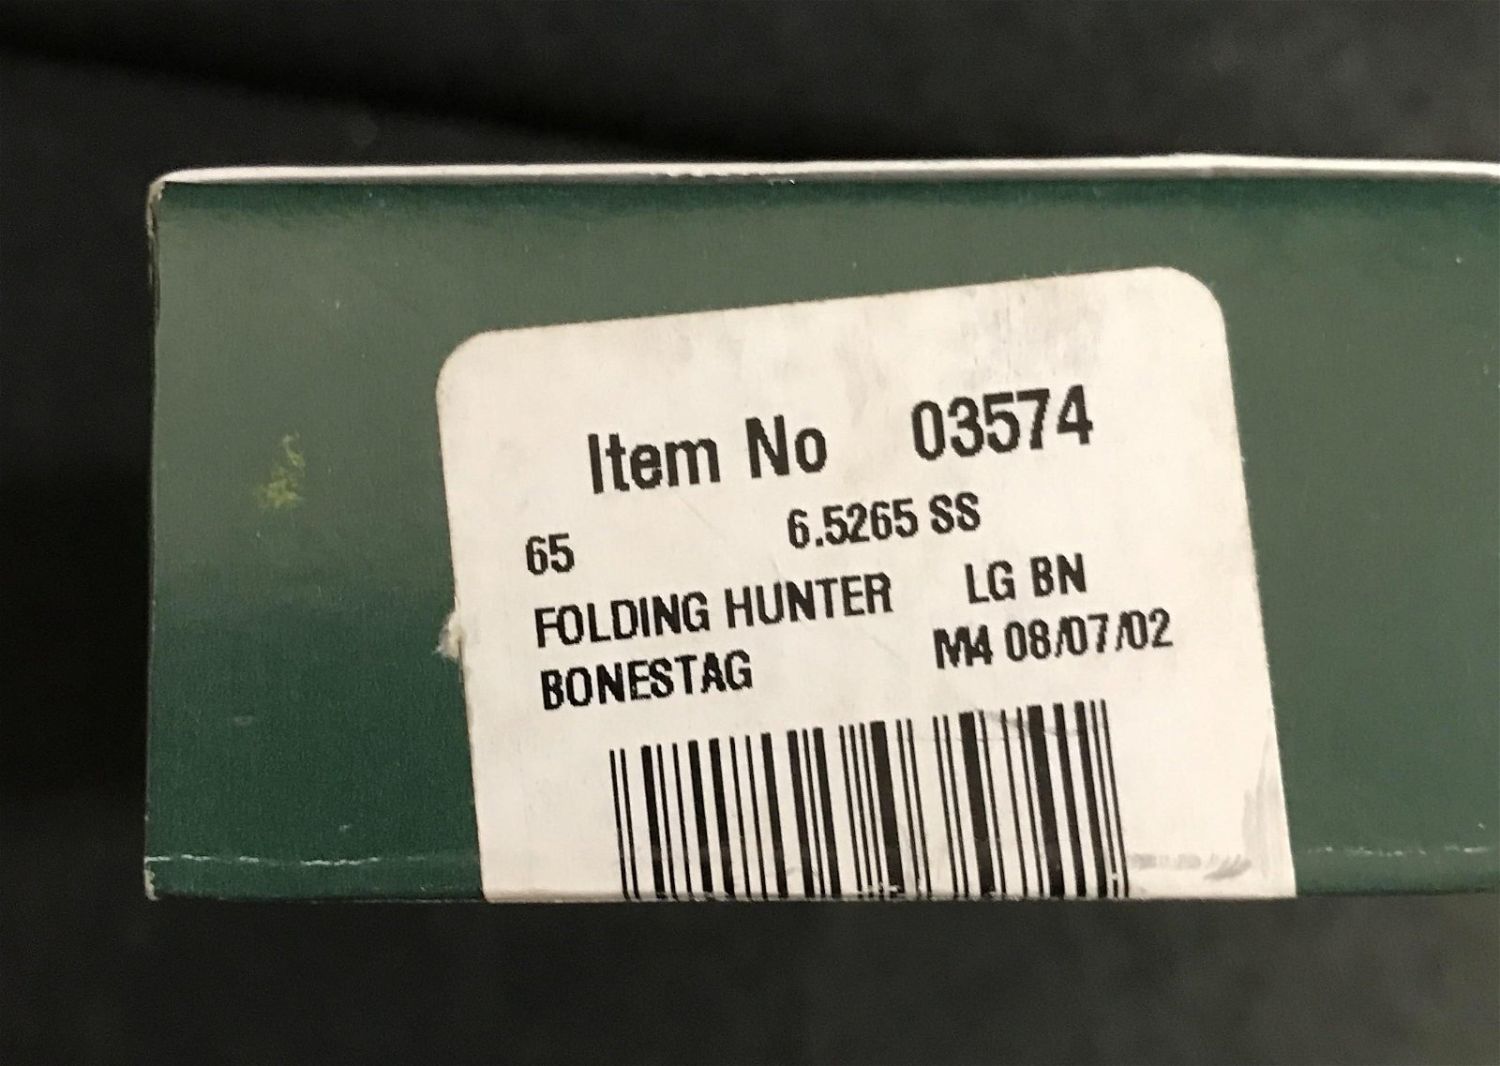 Item No 03574
65 6.5265 SS
FOLDING HUNTER LG BN
BONESTAG M4 08/07/02